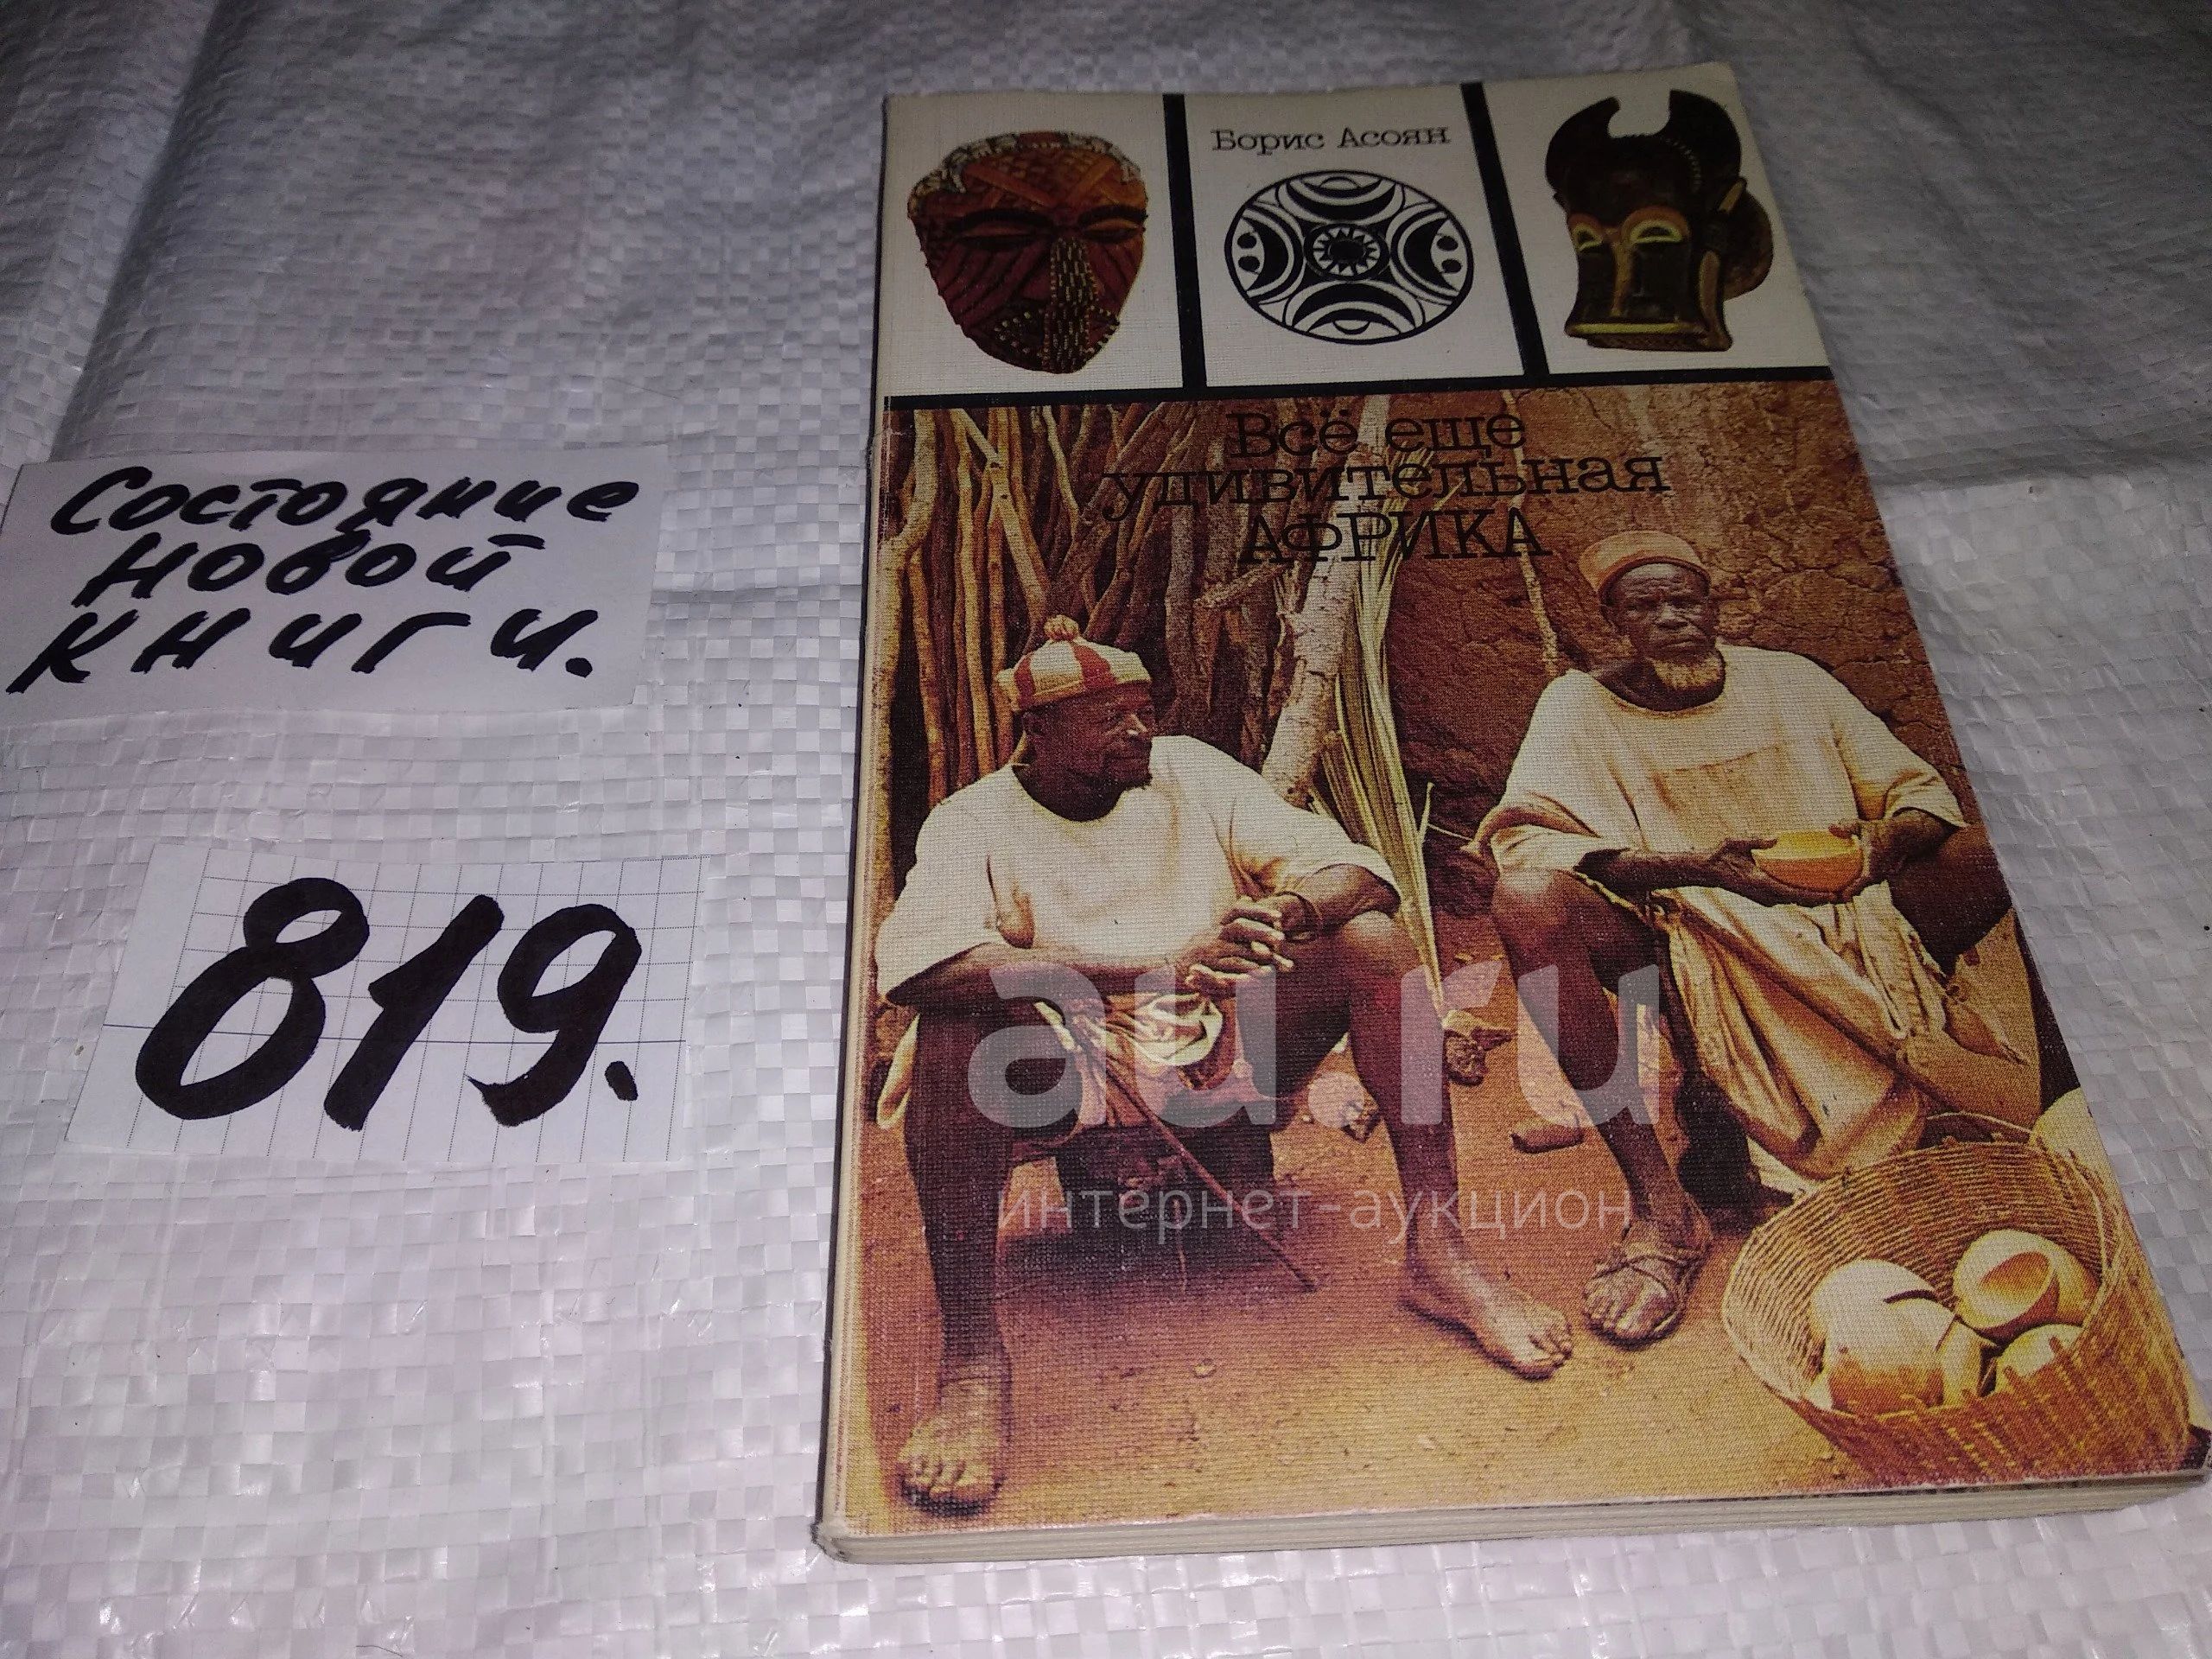 Состояние
новой
книги.
819.
Борис Асоян
Всё еще
удивительная
АФРИКА
au.ru
интернет-аукцион